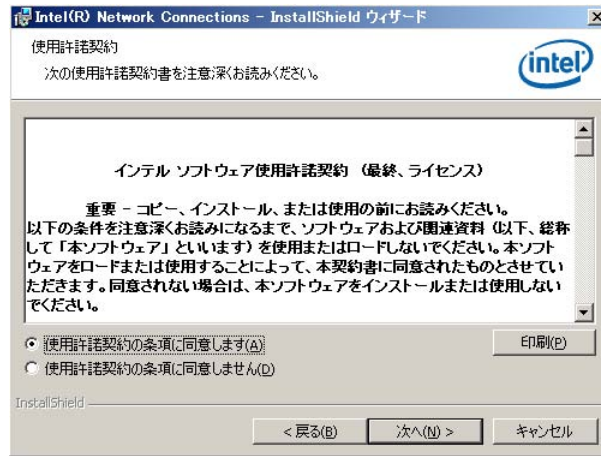 Intel(R) Network Connections - InstallShield ウィザード
使用許諾契約
次の使用許諾契約書を注意深くお読みください。
intel
インテル ソフトウェア使用許諾契約 (最終、ライセンス)
重要 - コピー、インストール、または使用の前にお読みください。
以下の条件を注意深くお読みになるまで、ソフトウェアおよび関連資料 (以下、総称
して「本ソフトウェア」といいます) を使用またはロードしないでください。本ソフト
ウェアをロードまたは使用することによって、本契約書に同意されたものとさせてい
ただきます。同意されない場合は、本ソフトウェアをインストールまたは使用しない
でください。
使用許諾契約の条項に同意します(A)
印刷(P)
使用許諾契約の条項に同意しません(D)
InstallShield
< 戻る(B)
次へ(N) >
キャンセル